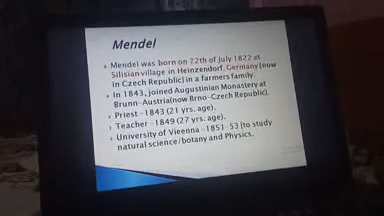 Mendel
Mendel was born on 22th of July 1822 at
Silisianvillage in Heinzendorf, Germany (now
in Czech Republic) in a farmers family.
In 1843, joined Augustinian Monastery at
Brunn-Austria(now Brno-Czech Republic).
Priest -1843 (21 yrs. age).
Teacher -1849 (27 yrs. age).
University of Vieenna -1851-53 [to study
natural science/botany and Physics.